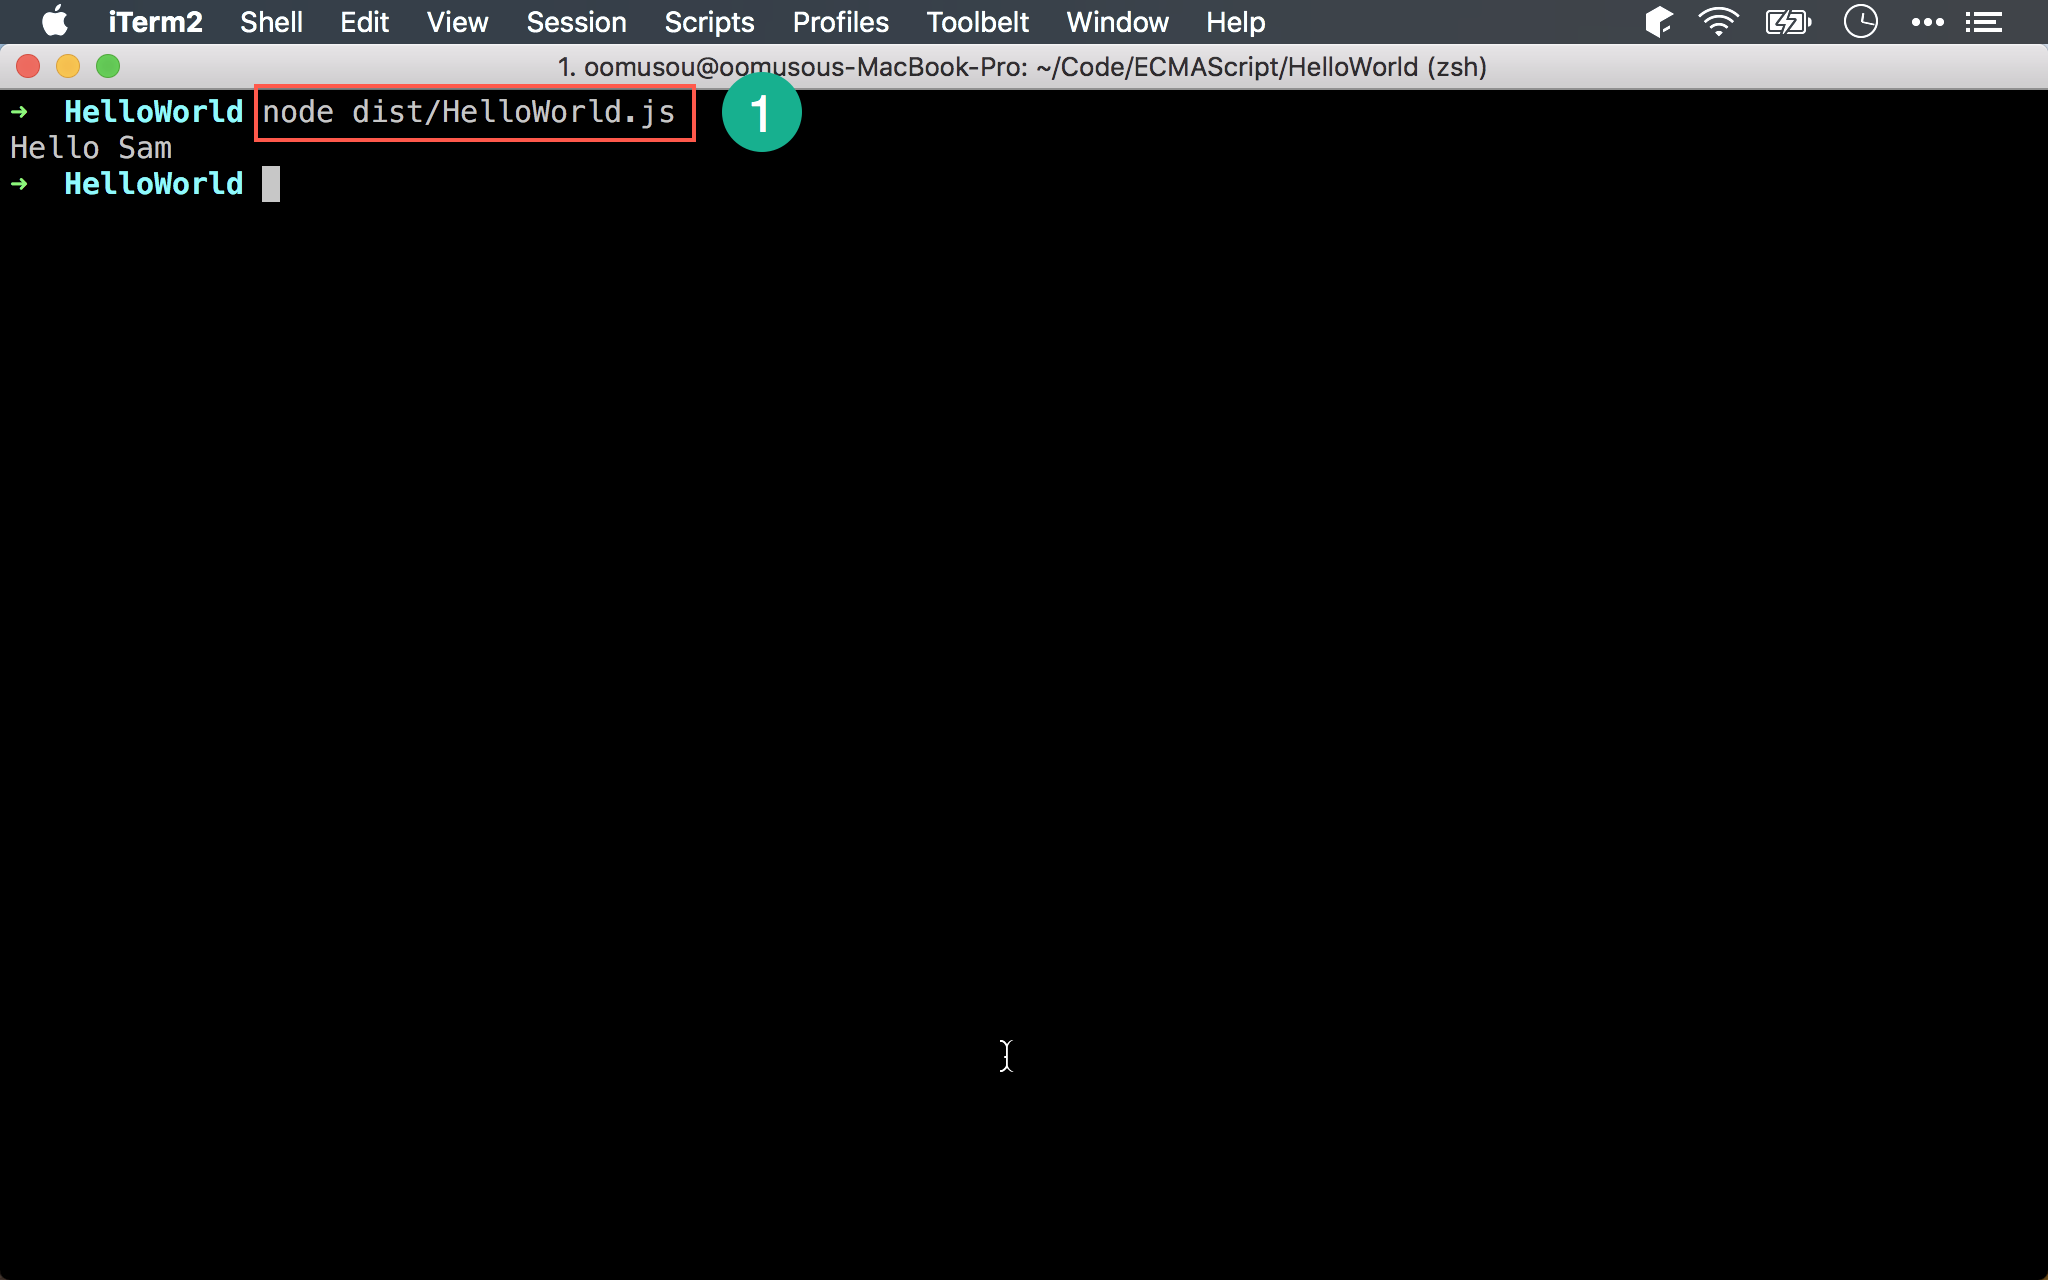 iTerm2 Shell Edit View Session Scripts Profiles Toolbelt Window Help
1. oomusou@oomusous-MacBook-Pro: ~/Code/ECMAScript/HelloWorld (zsh)
➜ HelloWorld node dist/HelloWorld.js 1
Hello Sam
➜ HelloWorld